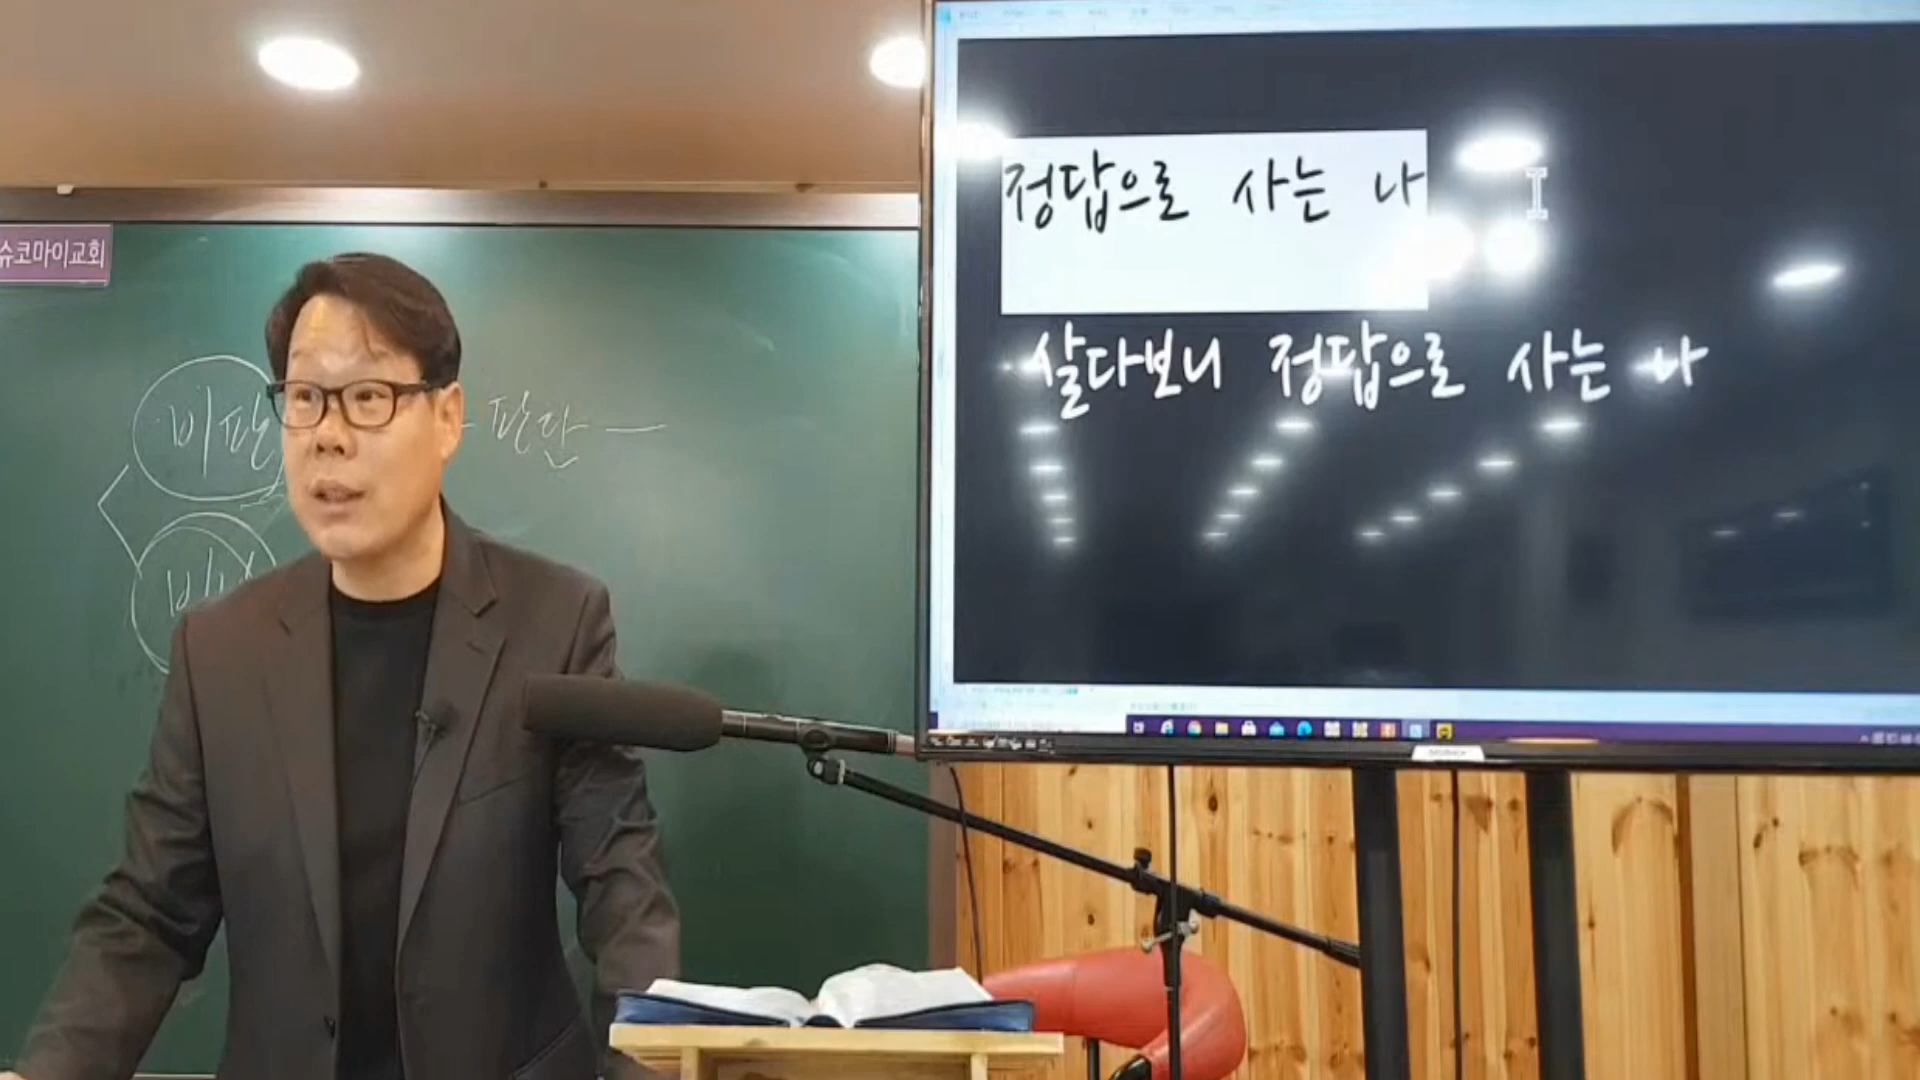 슈코마이교회
비판 - 판단 —
정답으로 사는 나
살다보니 정답으로 사는 나